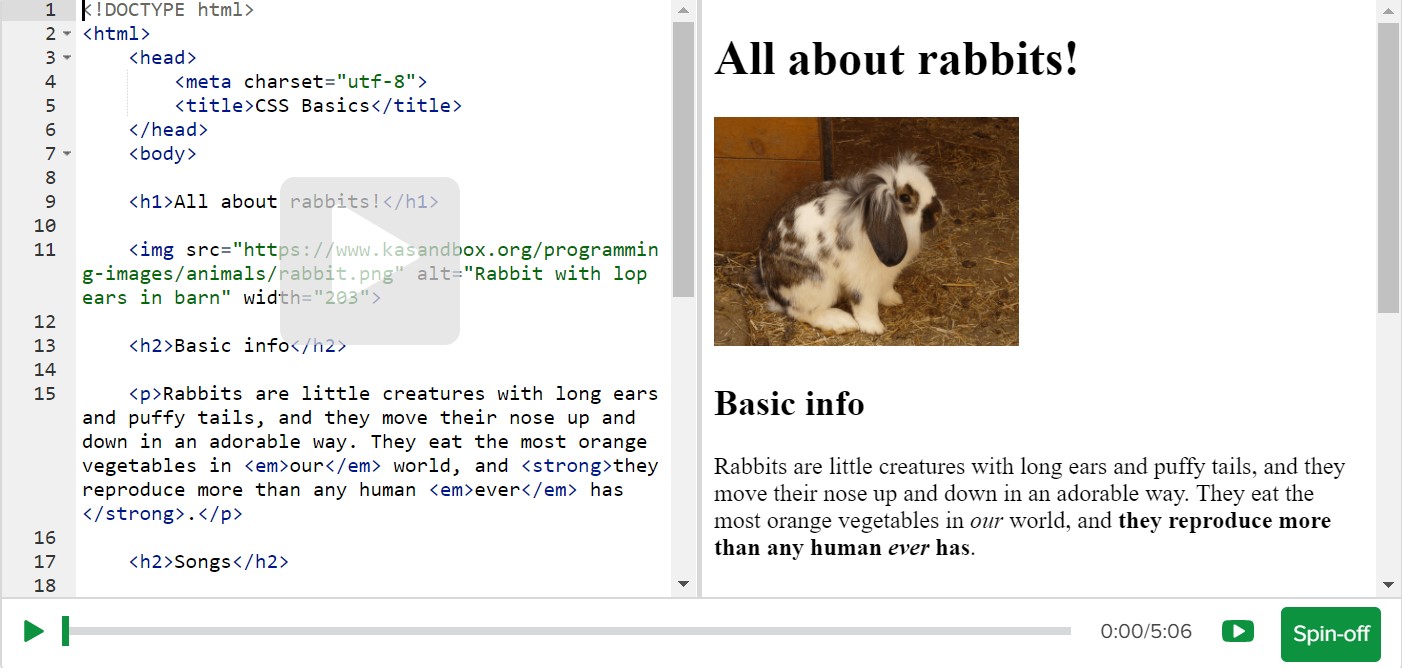 1 <!DOCTYPE html>
2 <html>
3 <head>
4 <meta charset="utf-8">
5 <title>CSS Basics</title>
6 </head>
7 <body>
8
9 <h1>All about rabbits!</h1>
10
11 <img src="https://www.kasandbox.org/programmin
g-images/animals/rabbit.png" alt="Rabbit with lop
ears in barn" width="203">
12
13 <h2>Basic info</h2>
14
15 <p>Rabbits are little creatures with long ears
and puffy tails, and they move their nose up and
down in an adorable way. They eat the most orange
vegetables in <em>our</em> world, and <strong>they
reproduce more than any human <em>ever</em> has
</strong>.</p>
16
17 <h2>Songs</h2>
18
All about rabbits!
Basic info
Rabbits are little creatures with long ears and puffy tails, and they
move their nose up and down in an adorable way. They eat the
most orange vegetables in our world, and they reproduce more
than any human ever has.
0:00/5:06
Spin-off